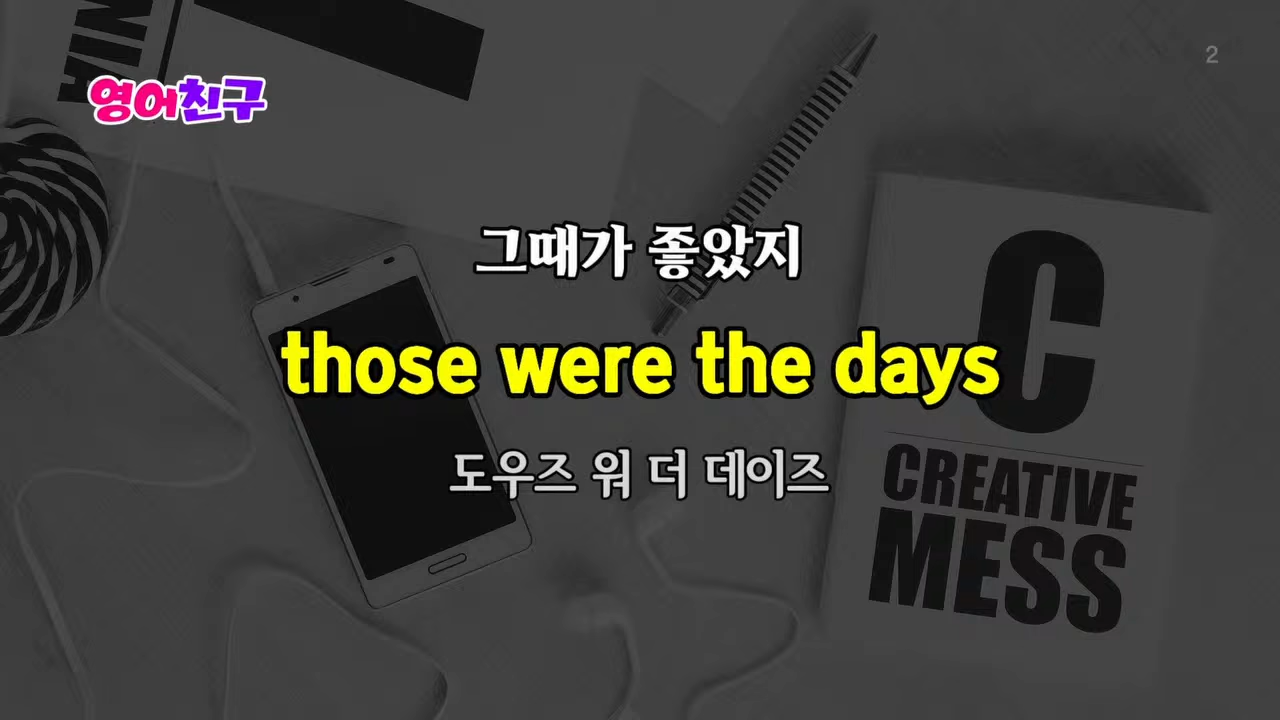 2
영어친구
그때가 좋았지
those were the days
도우즈 워 더 데이즈
C
CREATIVE
MESS